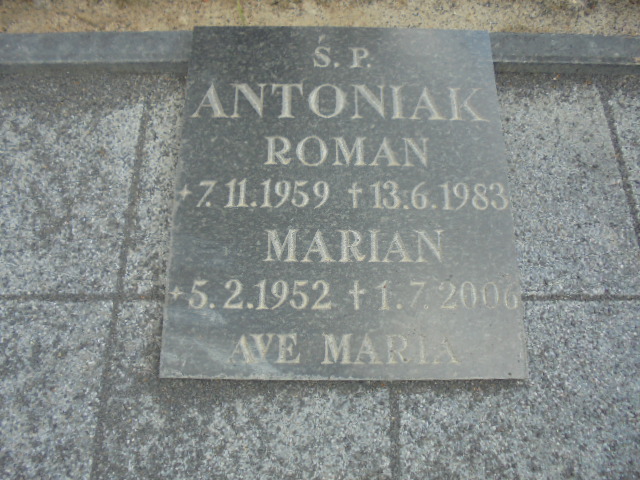 Ś. P.
ANTONIAK
ROMAN
*7.11.1959 †13.6.1983
MARIAN
*5.2.1952 †1.7.2006
AVE MARIA